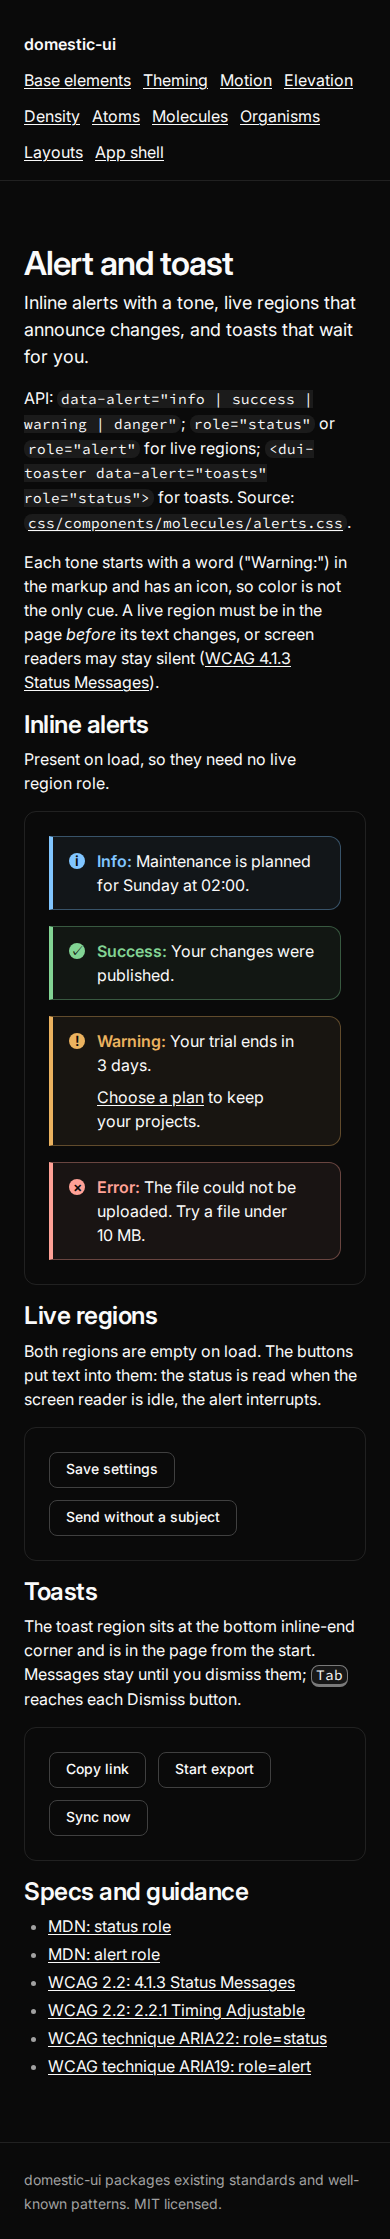 domestic-ui
Base elements Theming Motion Elevation
Density Atoms Molecules Organisms
Layouts App shell
Alert and toast
Inline alerts with a tone, live regions that
announce changes, and toasts that wait
for you.
API: data-alert="info | success |
warning | danger"; role="status" or
role="alert" for live regions; <dui-
toaster data-alert="toasts"
role="status"> for toasts. Source:
css/components/molecules/alerts.css.
Each tone starts with a word ("Warning:") in
the markup and has an icon, so color is not
the only cue. A live region must be in the
page before its text changes, or screen
readers may stay silent (WCAG 4.1.3
Status Messages).
Inline alerts
Present on load, so they need no live
region role.
Info: Maintenance is planned
for Sunday at 02:00.
Success: Your changes were
published.
Warning: Your trial ends in
3 days.
Choose a plan to keep
your projects.
Error: The file could not be
uploaded. Try a file under
10 MB.
Live regions
Both regions are empty on load. The buttons
put text into them: the status is read when the
screen reader is idle, the alert interrupts.
Save settings
Send without a subject
Toasts
The toast region sits at the bottom inline-end
corner and is in the page from the start.
Messages stay until you dismiss them; Tab
reaches each Dismiss button.
Copy link Start export
Sync now
Specs and guidance
• MDN: status role
• MDN: alert role
• WCAG 2.2: 4.1.3 Status Messages
• WCAG 2.2: 2.2.1 Timing Adjustable
• WCAG technique ARIA22: role=status
• WCAG technique ARIA19: role=alert
domestic-ui packages existing standards and well-
known patterns. MIT licensed.